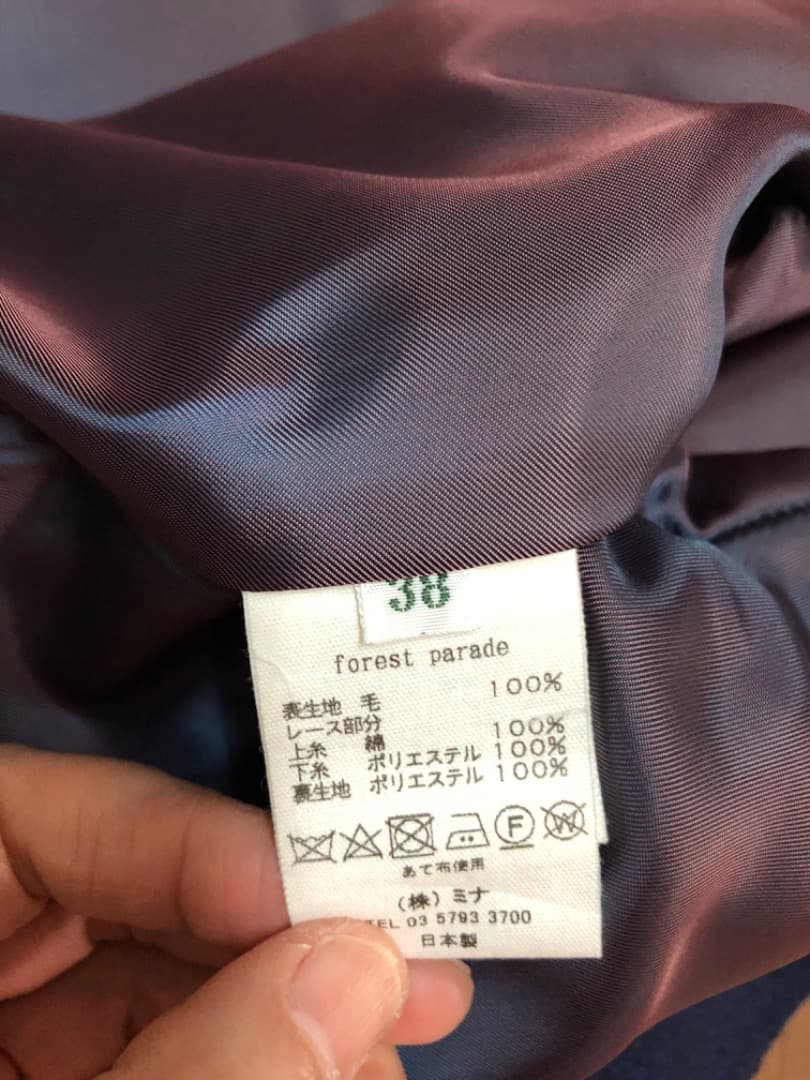 38
forest parade
表生地 毛 100%
レース部分
上糸 綿 100%
下糸 ポリエステル 100%
裏生地 ポリエステル 100%
F W
あて布使用
(株) ミナ
TEL 03 5793 3700
日本製